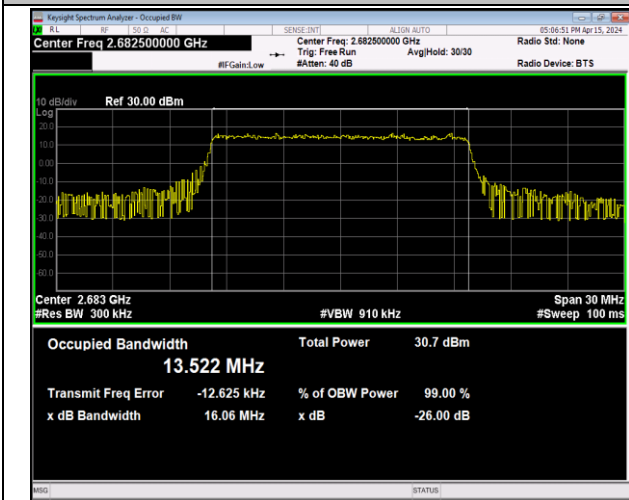 Keysight Spectrum Analyzer - Occupied BW
RL RF 50 Ω AC SENSE:INT ALIGN AUTO 05:06:51 PM Apr 15, 2024
Center Freq 2.682500000 GHz Center Freq: 2.682500000 GHz Radio Std: None
Trig: Free Run Avg|Hold: 30/30
#IFGain:Low #Atten: 40 dB Radio Device: BTS
10 dB/div Ref 30.00 dBm
Log
20.0
10.0
0.00
-10.0
-20.0
-30.0
-40.0
-50.0
-60.0
Center 2.683 GHz Span 30 MHz
#Res BW 300 kHz #VBW 910 kHz #Sweep 100 ms
Occupied Bandwidth Total Power 30.7 dBm
13.522 MHz
Transmit Freq Error -12.625 kHz % of OBW Power 99.00 %
x dB Bandwidth 16.06 MHz x dB -26.00 dB
MSG STATUS